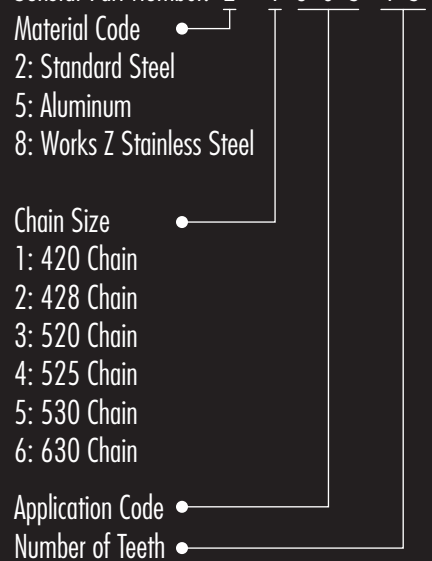 Material Code
2: Standard Steel
5: Aluminum
8: Works Z Stainless Steel
Chain Size
1: 420 Chain
2: 428 Chain
3: 520 Chain
4: 525 Chain
5: 530 Chain
6: 630 Chain
Application Code
Number of Teeth